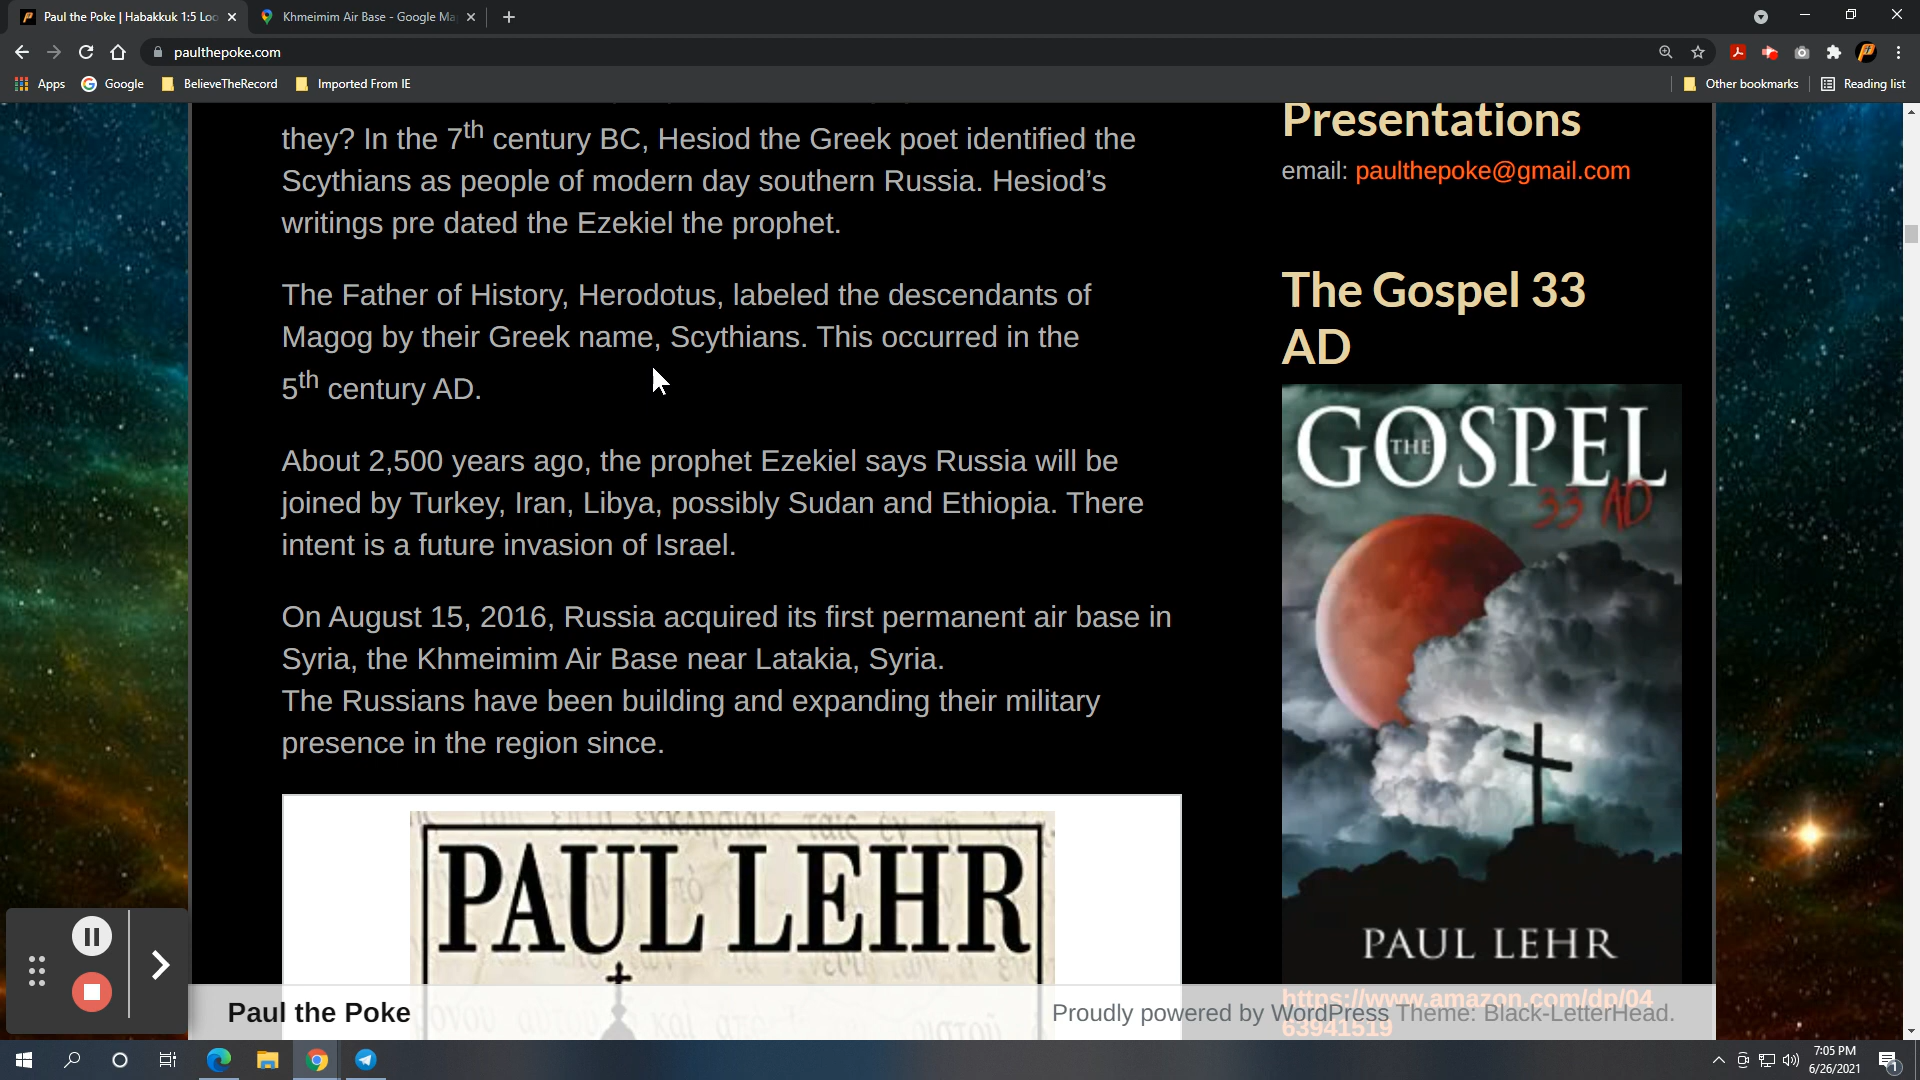 Paul the Poke | Habakkuk 1:5 Loo
Khmeimim Air Base - Google Ma
paulthepoke.com
Apps
Google
BelieveTheRecord
Imported From IE
Other bookmarks
Reading list
they? In the 7th century BC, Hesiod the Greek poet identified the
Scythians as people of modern day southern Russia. Hesiod’s
writings pre dated the Ezekiel the prophet.
The Father of History, Herodotus, labeled the descendants of
Magog by their Greek name, Scythians. This occurred in the
5th century AD.
About 2,500 years ago, the prophet Ezekiel says Russia will be
joined by Turkey, Iran, Libya, possibly Sudan and Ethiopia. There
intent is a future invasion of Israel.
On August 15, 2016, Russia acquired its first permanent air base in
Syria, the Khmeimim Air Base near Latakia, Syria.
The Russians have been building and expanding their military
presence in the region since.
PAUL LEHR
Presentations
email: paulthepoke@gmail.com
The Gospel 33
AD
THE GOSPEL
33 AD
PAUL LEHR
https://www.amazon.com/dp/04
63941519
Paul the Poke
Proudly powered by WordPress Theme: Black-LetterHead.
7:05 PM
6/26/2021
1